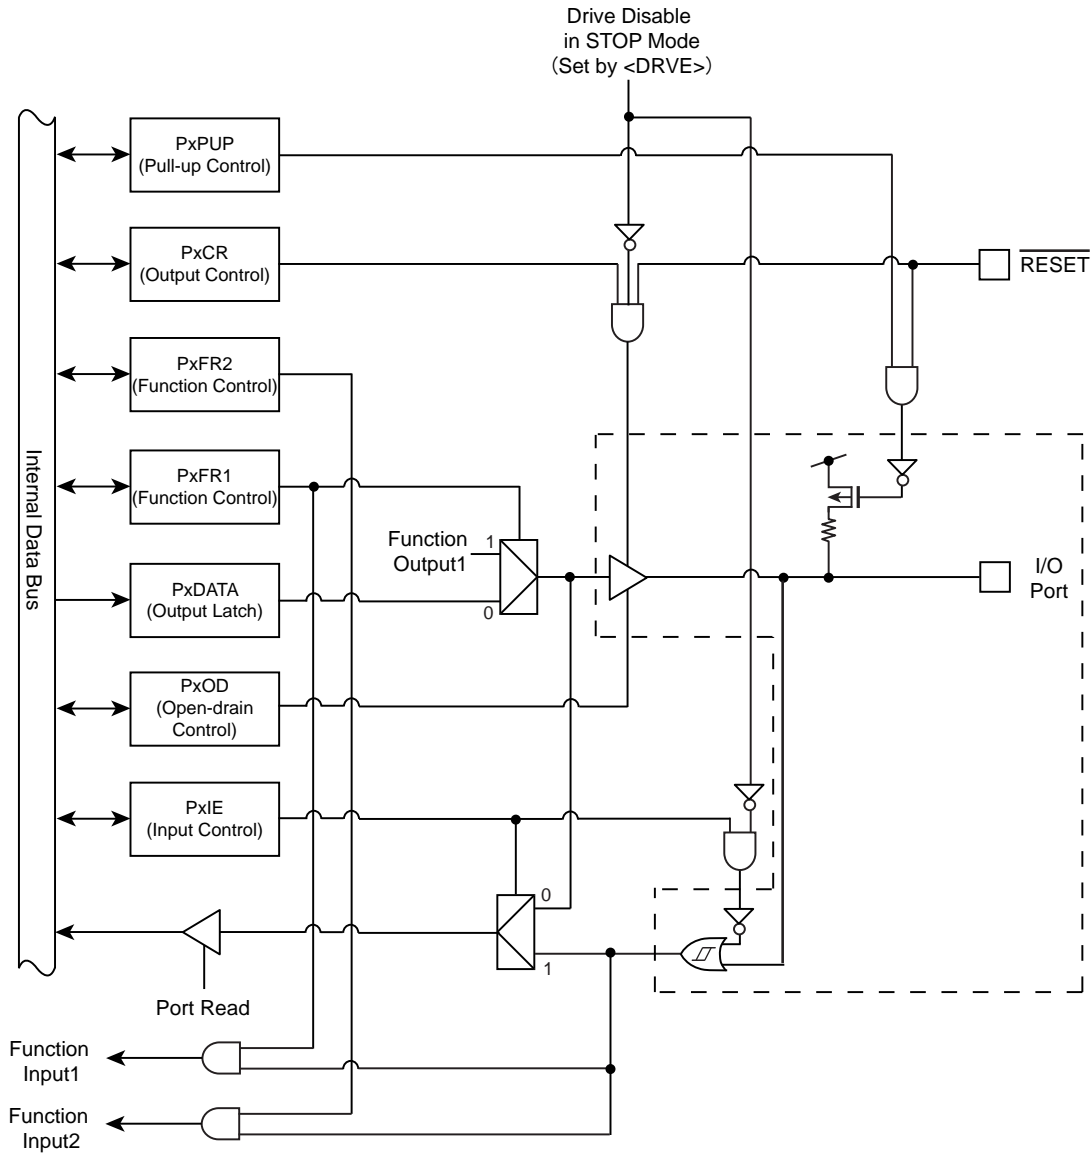 Drive Disable
in STOP Mode
(Set by <DRVE>)
PxPUP
(Pull-up Control)
PxCR
(Output Control)
RESET
PxFR2
(Function Control)
Internal Data Bus
PxFR1
(Function Control)
Function
Output1
1
0
PxDATA
(Output Latch)
I/O
Port
PxOD
(Open-drain
Control)
PxIE
(Input Control)
0
1
Port Read
Function
Input1
Function
Input2